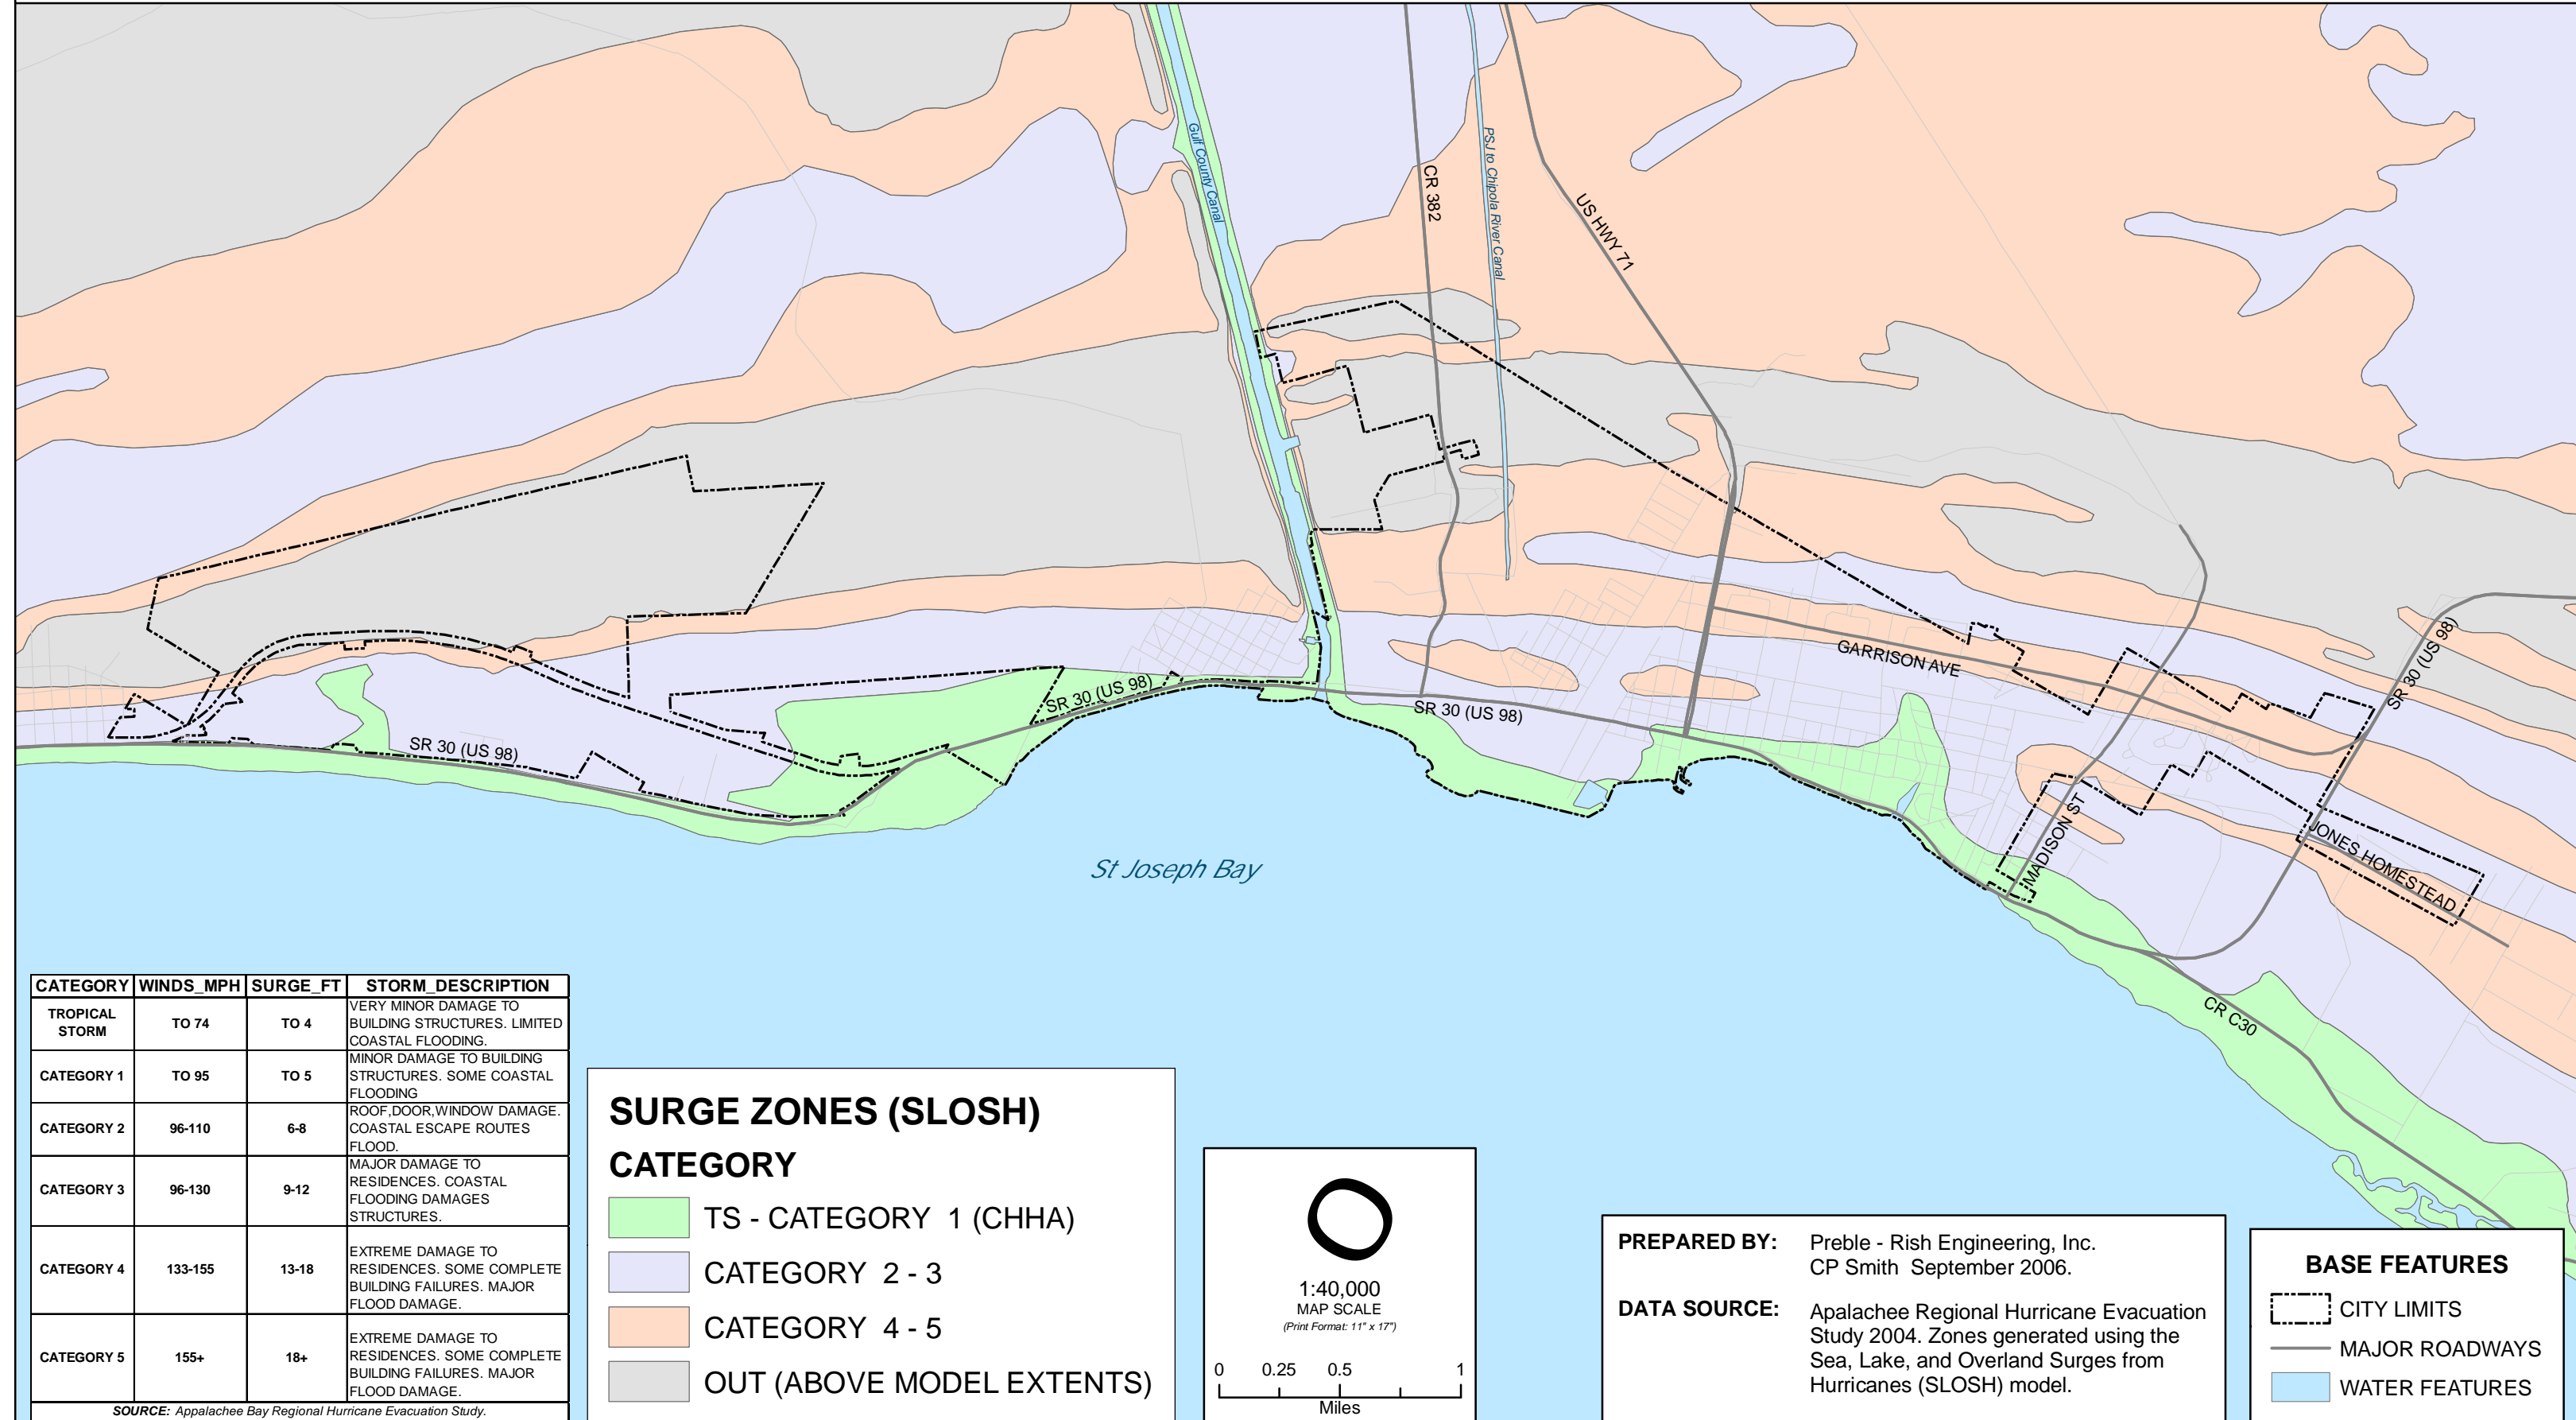 Gulf County Canal
CR 382
PSJ to Chipola River Canal
US HWY 71
GARRISON AVE
SR 30 (US 98)
SR 30 (US 98)
SR 30 (US 98)
SR 30 (US 98)
MADISON ST
JONES HOMESTEAD
St Joseph Bay
CR C30
CATEGORY WINDS_MPH SURGE_FT STORM_DESCRIPTION
TROPICAL STORM TO 74 TO 4 VERY MINOR DAMAGE TO
BUILDING STRUCTURES. LIMITED
COASTAL FLOODING.
CATEGORY 1 TO 95 TO 5 MINOR DAMAGE TO BUILDING
STRUCTURES. SOME COASTAL
FLOODING
CATEGORY 2 96-110 6-8 ROOF,DOOR,WINDOW DAMAGE.
COASTAL ESCAPE ROUTES
FLOOD.
CATEGORY 3 96-130 9-12 MAJOR DAMAGE TO
RESIDENCES. COASTAL
FLOODING DAMAGES
STRUCTURES.
CATEGORY 4 133-155 13-18 EXTREME DAMAGE TO
RESIDENCES. SOME COMPLETE
BUILDING FAILURES. MAJOR
FLOOD DAMAGE.
CATEGORY 5 155+ 18+ EXTREME DAMAGE TO
RESIDENCES. SOME COMPLETE
BUILDING FAILURES. MAJOR
FLOOD DAMAGE.
SOURCE: Appalachee Bay Regional Hurricane Evacuation Study.
SURGE ZONES (SLOSH)
CATEGORY
TS - CATEGORY 1 (CHHA)
CATEGORY 2 - 3
CATEGORY 4 - 5
OUT (ABOVE MODEL EXTENTS)
1:40,000
MAP SCALE
(Print Format: 11" x 17")
0 0.25 0.5 1
Miles
PREPARED BY: Preble - Rish Engineering, Inc.
CP Smith September 2006.
DATA SOURCE: Apalachee Regional Hurricane Evacuation
Study 2004. Zones generated using the
Sea, Lake, and Overland Surges from
Hurricanes (SLOSH) model.
BASE FEATURES
CITY LIMITS
MAJOR ROADWAYS
WATER FEATURES